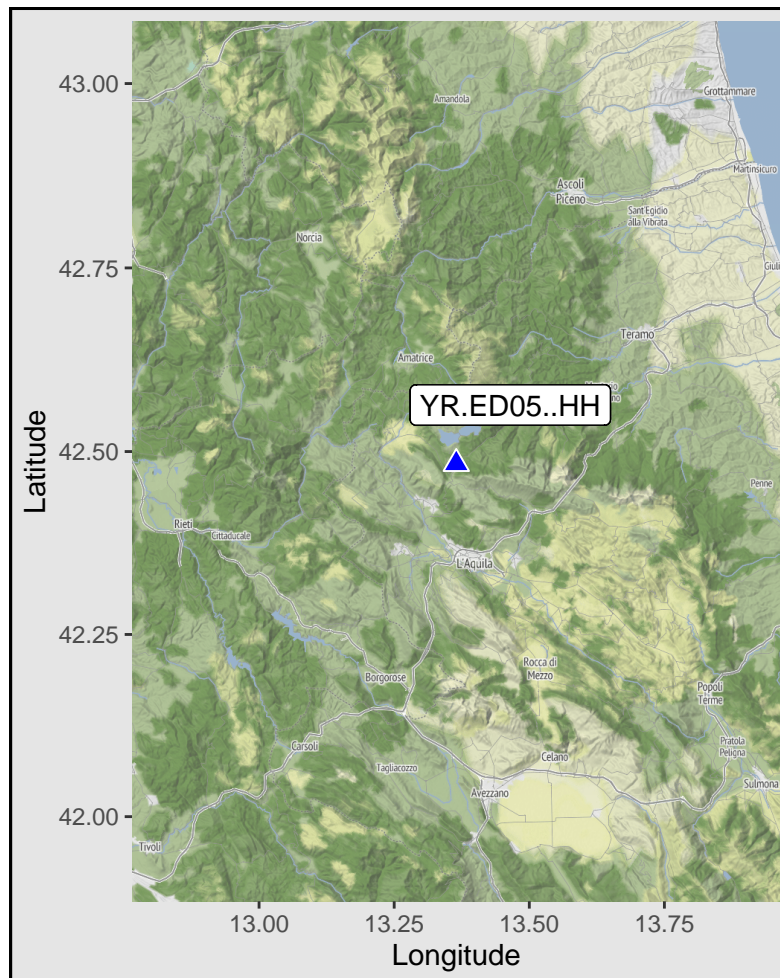 43.00
Grottammare
Amandola
Martinsicuro
Ascoli
Piceno
Sant'Egidio
alla Vibrata
Norcia
42.75
Giuli
Teramo
Amatrice
YR.ED05..HH
42.50
Latitude
Penne
Rieti
Cittaducale
L'Aquila
42.25
Rocca di
Mezzo
Borgorose
Popoli
Terme
Carsoli
Pratola
Peligna
Celano
Tagliacozzo
Sulmona
Avezzano
42.00
Tivoli
13.00 13.25 13.50 13.75
Longitude